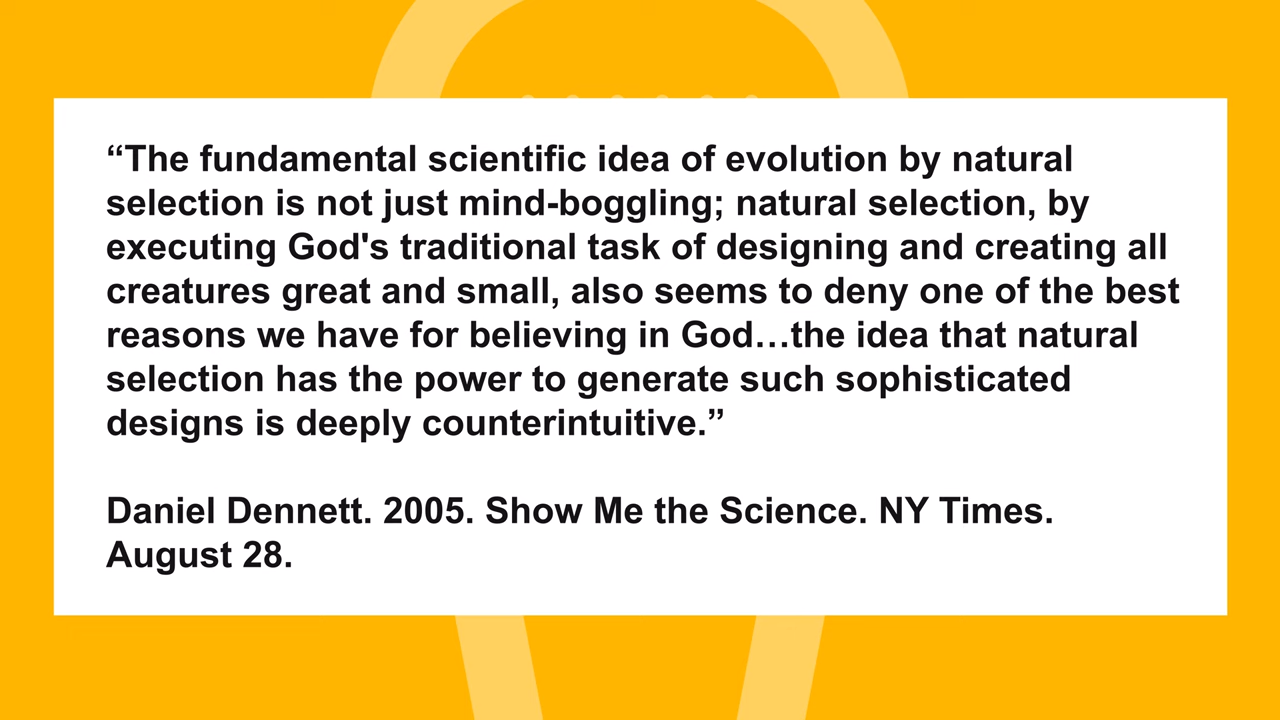 “The fundamental scientific idea of evolution by natural
selection is not just mind-boggling; natural selection, by
executing God's traditional task of designing and creating all
creatures great and small, also seems to deny one of the best
reasons we have for believing in God…the idea that natural
selection has the power to generate such sophisticated
designs is deeply counterintuitive.”
Daniel Dennett. 2005. Show Me the Science. NY Times.
August 28.